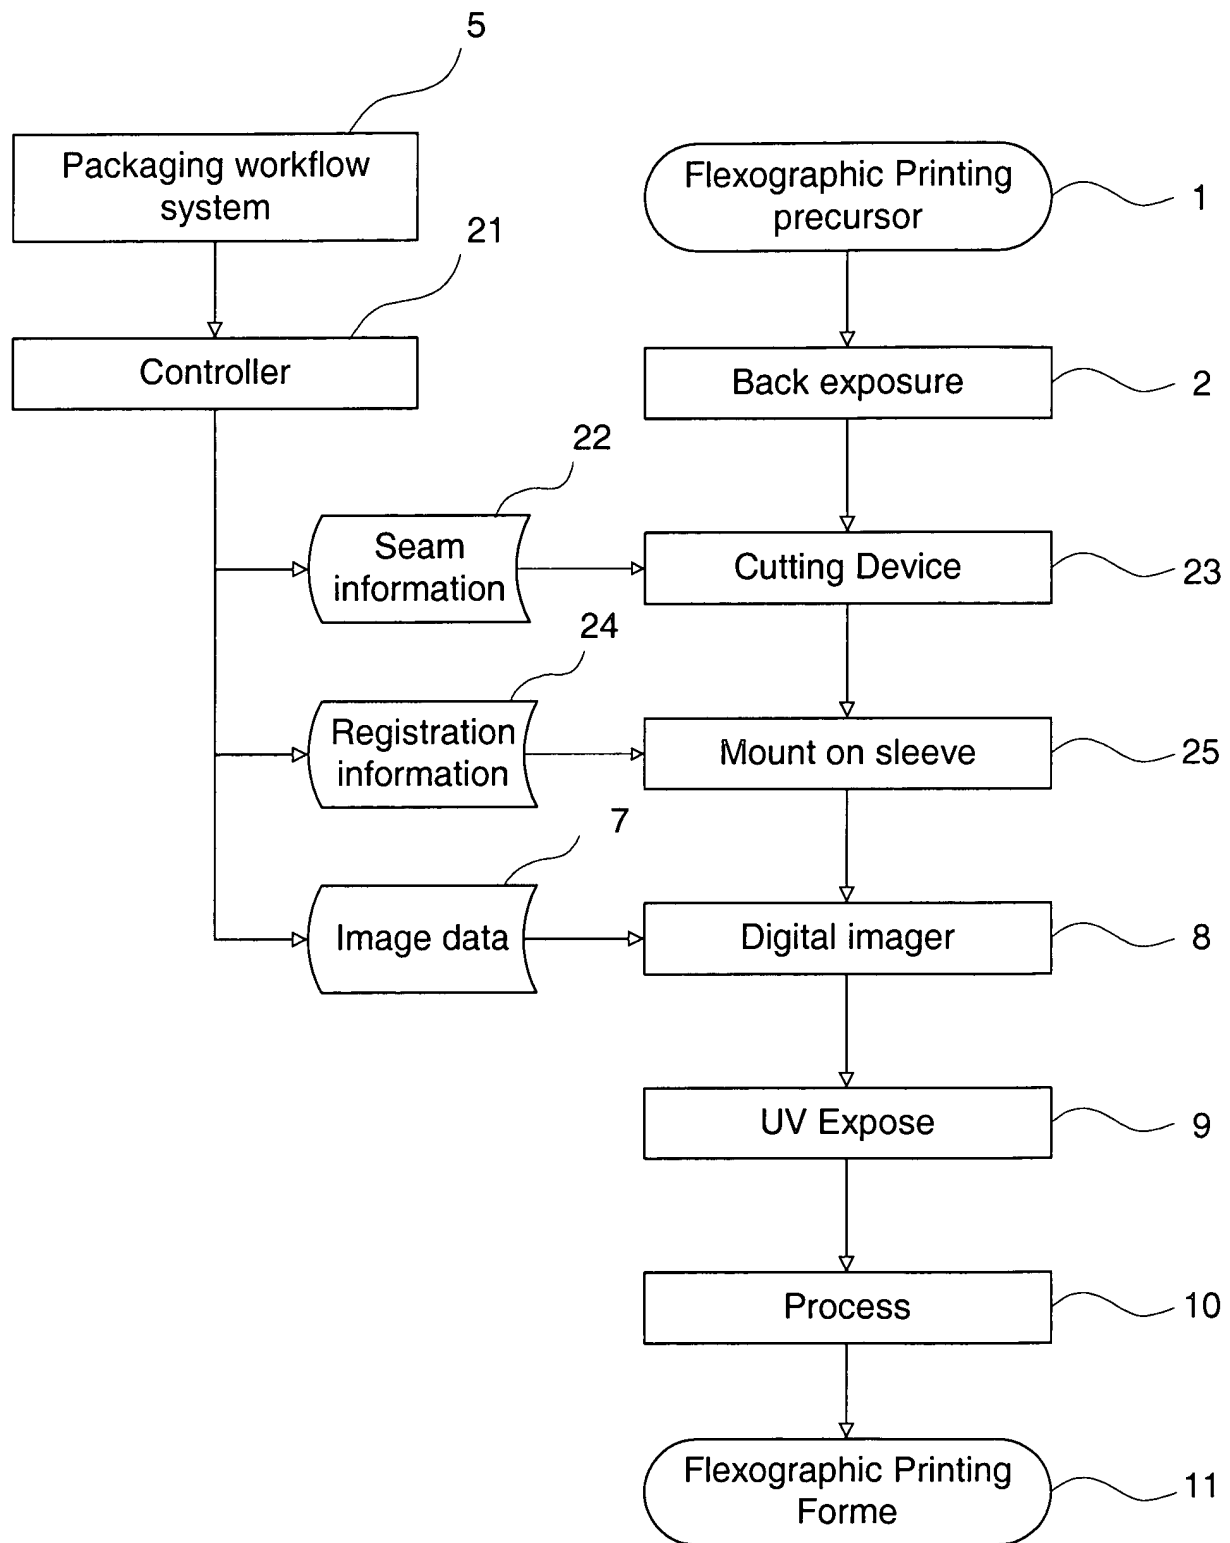 5
Packaging workflow
system
21
Controller
Flexographic Printing
precursor
1
Back exposure
2
22
Seam
information
Cutting Device
23
24
Registration
information
Mount on sleeve
25
7
Image data
Digital imager
8
UV Expose
9
Process
10
Flexographic Printing
Forme
11